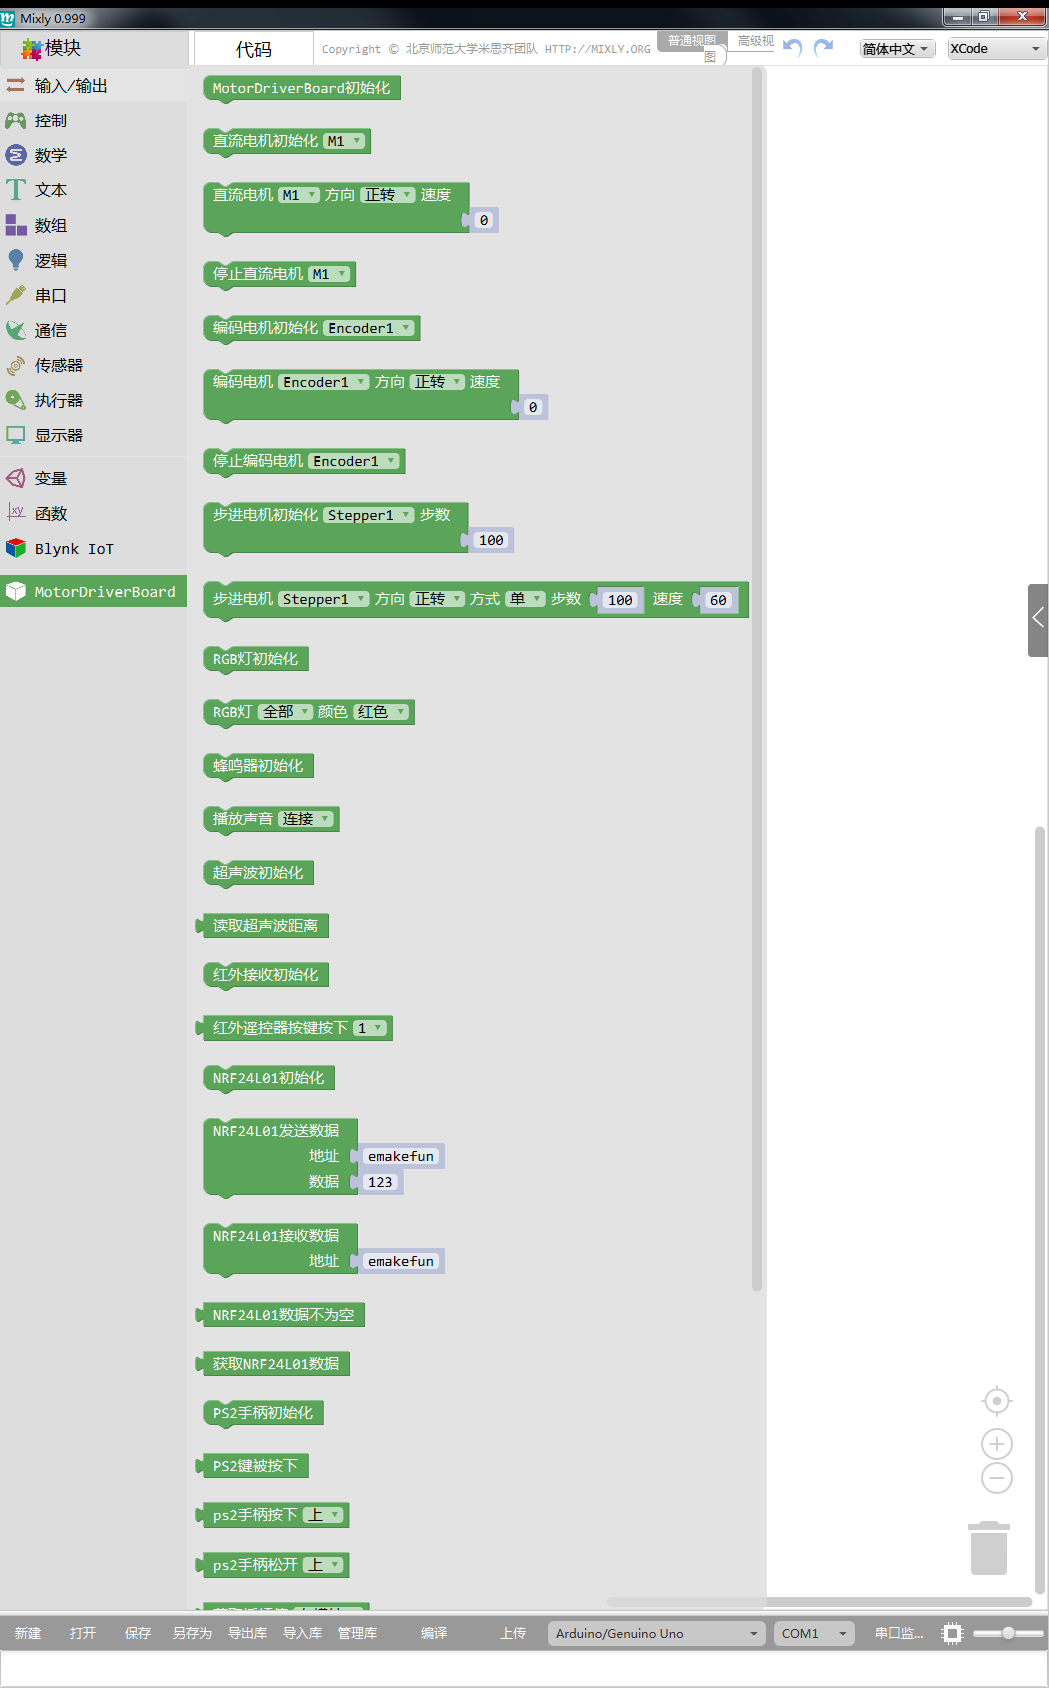 Mixly 0.999
模块
代码
Copyright © 北京师范大学米思齐团队 HTTP://MIXLY.ORG
普通视图
高级视
图
简体中文
XCode
输入/输出
控制
数学
文本
数组
逻辑
串口
通信
传感器
执行器
显示器
变量
函数
Blynk IoT
MotorDriverBoard
MotorDriverBoard初始化
直流电机初始化 M1
直流电机 M1 方向 正转 速度
0
停止直流电机 M1
编码电机初始化 Encoder1
编码电机 Encoder1 方向 正转 速度
0
停止编码电机 Encoder1
步进电机初始化 Stepper1 步数
100
步进电机 Stepper1 方向 正转 方式 单 步数 100 速度 60
RGB灯初始化
RGB灯 全部 颜色 红色
蜂鸣器初始化
播放声音 连接
超声波初始化
读取超声波距离
红外接收初始化
红外遥控器按键按下 1
NRF24L01初始化
NRF24L01发送数据
地址 emakefun
数据 123
NRF24L01接收数据
地址 emakefun
NRF24L01数据不为空
获取NRF24L01数据
PS2手柄初始化
PS2键被按下
ps2手柄按下 上
ps2手柄松开 上
新建 打开 保存 另存为 导出库 导入库 管理库 编译 上传 Arduino/Genuino Uno COM1 串口监...